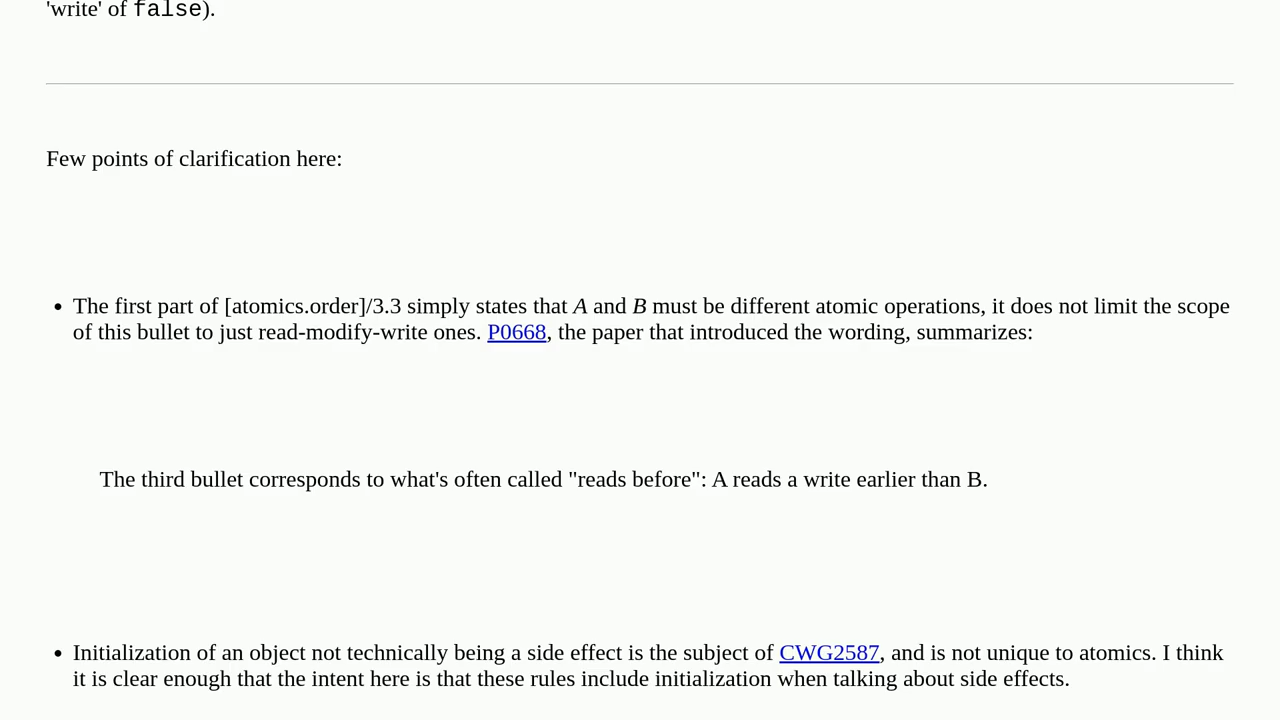 'write' of false).
Few points of clarification here:
• The first part of [atomics.order]/3.3 simply states that A and B must be different atomic operations, it does not limit the scope
of this bullet to just read-modify-write ones. P0668, the paper that introduced the wording, summarizes:
The third bullet corresponds to what's often called "reads before": A reads a write earlier than B.
• Initialization of an object not technically being a side effect is the subject of CWG2587, and is not unique to atomics. I think
it is clear enough that the intent here is that these rules include initialization when talking about side effects.